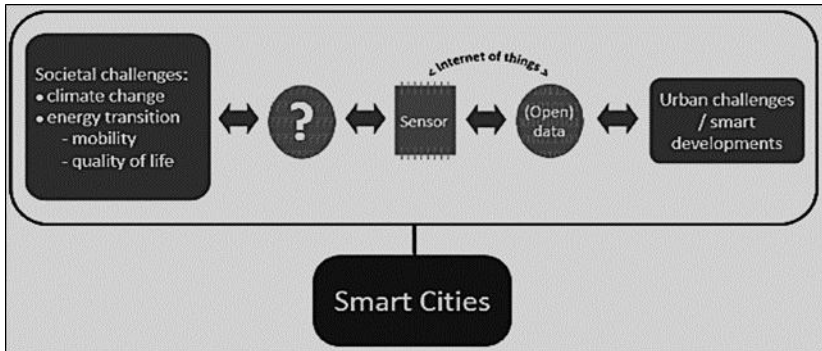 Societal challenges:
• climate change
• energy transition
- mobility
- quality of life
?
Sensor
Internet of things
(Open)
data
Urban challenges
/ smart
developments
Smart Cities